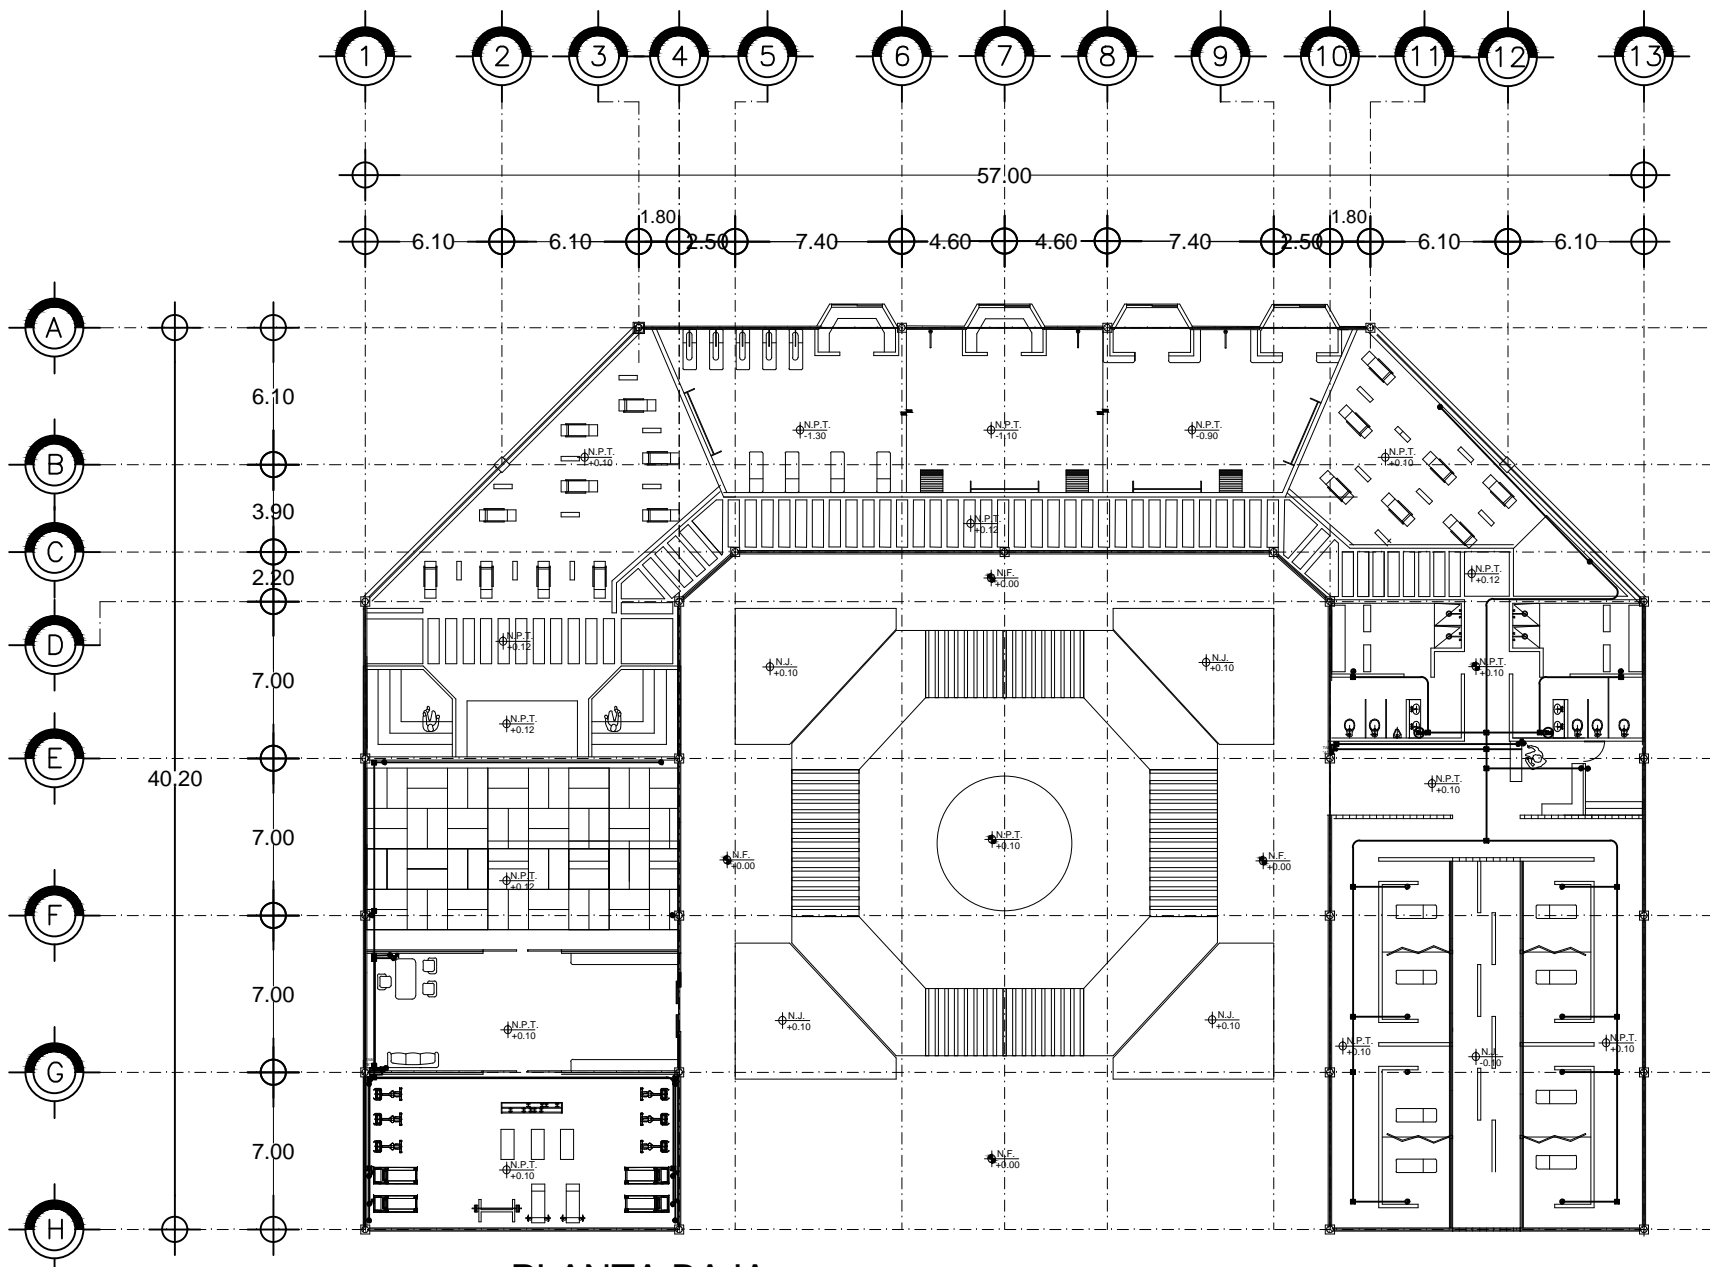 1 2 3 4 5 6 7 8 9 10 11 12 13
57.00
1.80 1.80
6.10 6.10 2.50 7.40 4.60 4.60 7.40 2.50 6.10 6.10
A
6.10
N.P.T. -1.30
N.P.T. -1.10
N.P.T. -0.90
B
N.P.T. +0.10
N.P.T. +0.10
3.90
N.P.T. +0.12
C
2.20
N.F. +0.00
N.P.T. +0.12
D
N.P.T. +0.12
N.J. +0.10
N.J. +0.10
N.P.T. +0.10
7.00
N.P.T. +0.12
E
40.20
N.P.T. +0.10
7.00
N.P.T. +0.10
N.F. +0.00
N.F. +0.00
N.P.T. +0.12
F
7.00
N.P.T. +0.10
N.J. +0.10
N.J. +0.10
N.P.T. +0.10
N.J. -0.10
N.P.T. +0.10
G
7.00
N.P.T. +0.10
N.F. +0.00
H
PLANTA BAJA